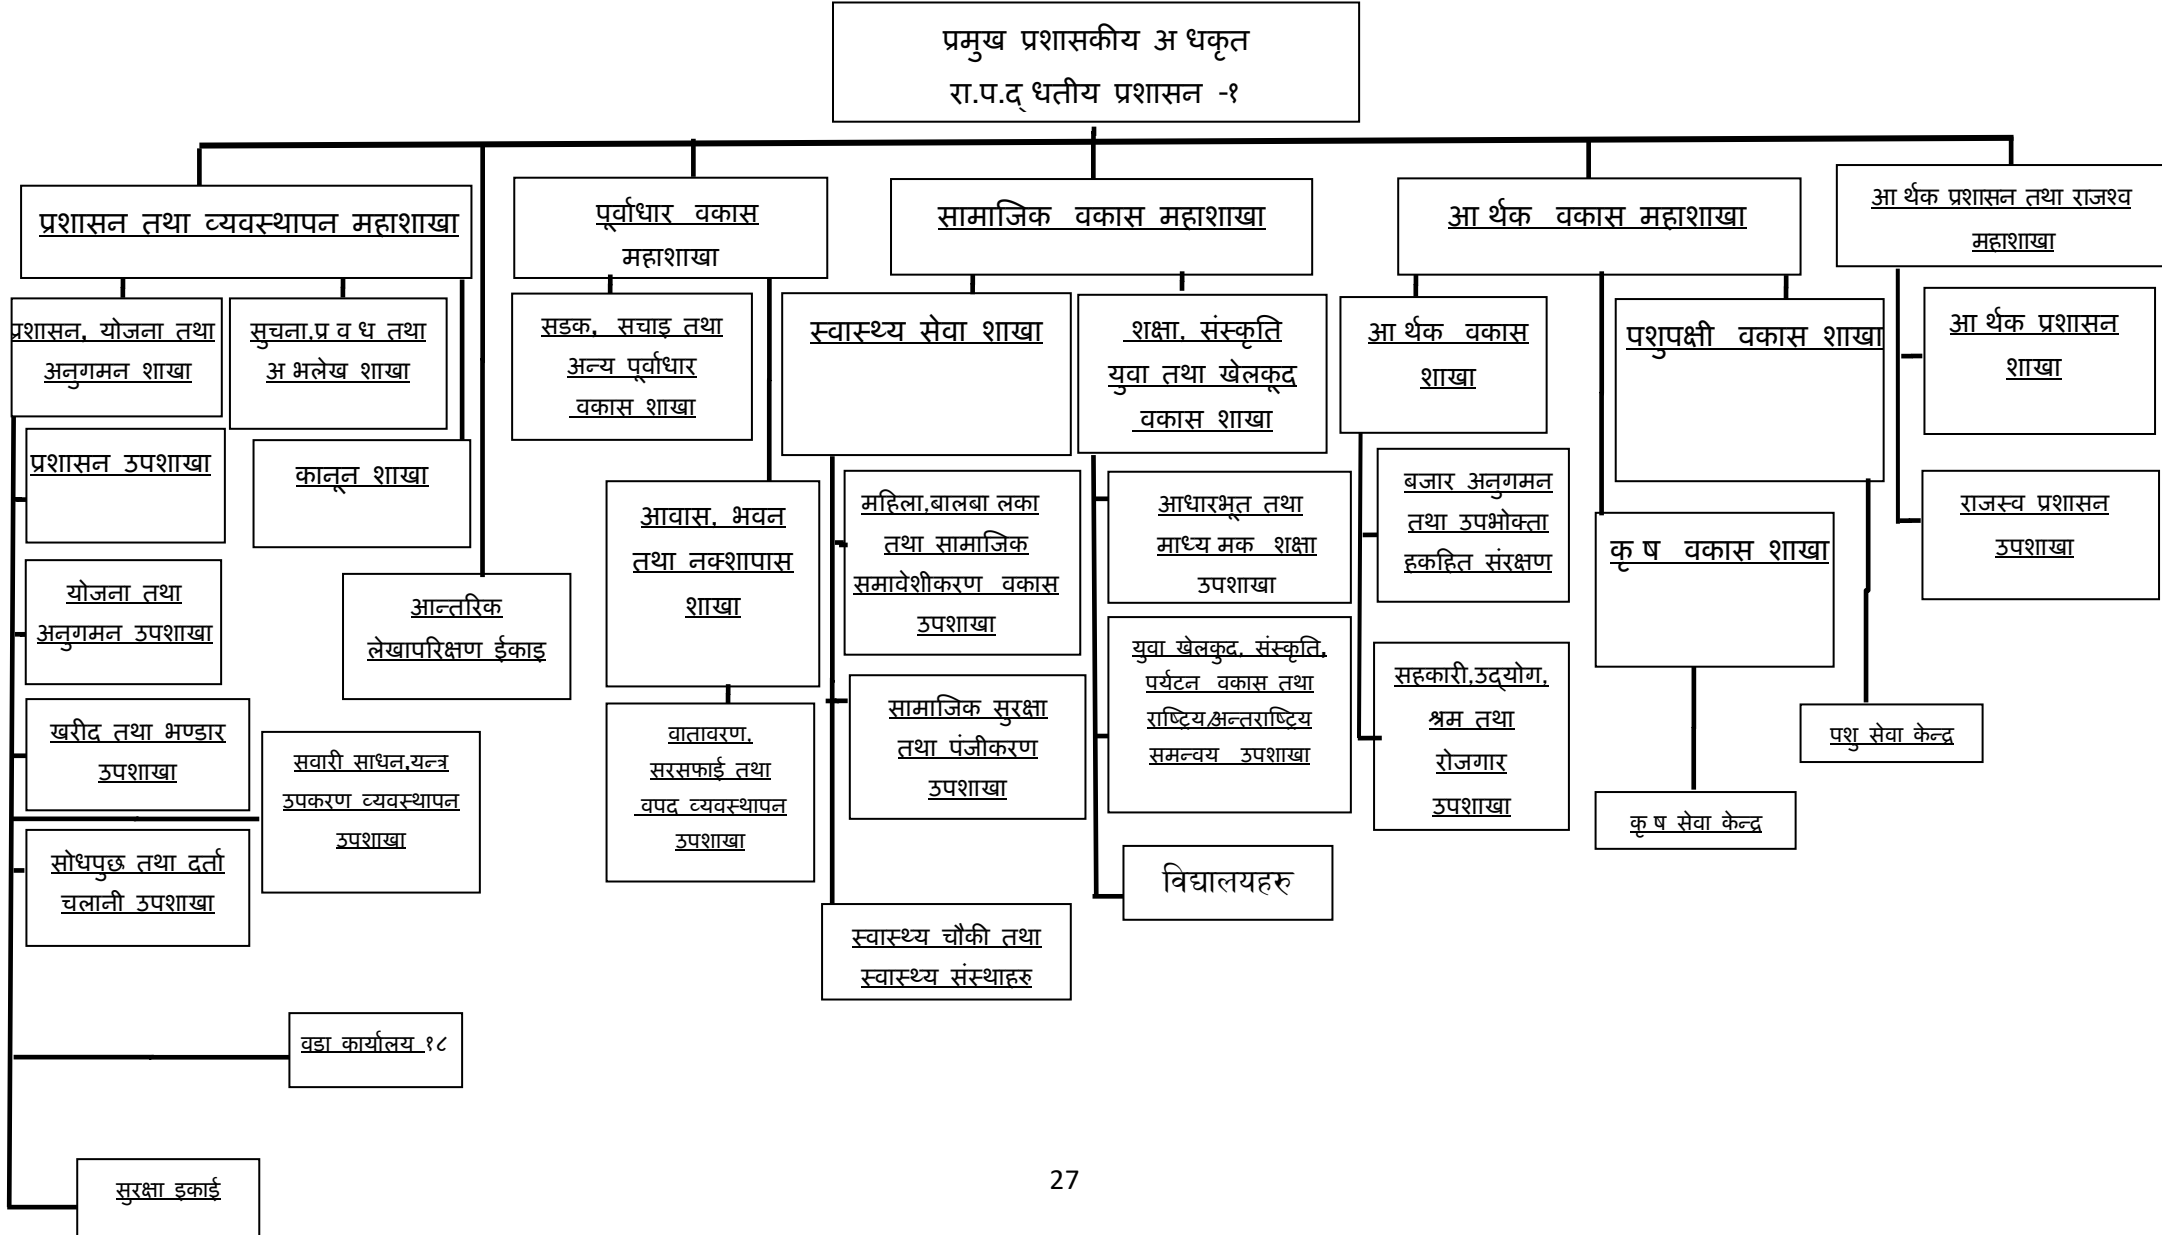 प्रमुख प्रशासकीय अ धकृत
रा.प.द् धतीय प्रशासन -१
प्रशासन तथा व्यवस्थापन महाशाखा
पूर्वाधार वकास
महाशाखा
सामाजिक वकास महाशाखा
आ र्थक वकास महाशाखा
आ र्थक प्रशासन तथा राजश्व
महाशाखा
प्रशासन, योजना तथा
अनुगमन शाखा
सुचना,प्र व ध तथा
अ भलेख शाखा
सडक, सचाइ तथा
अन्य पूर्वाधार
वकास शाखा
स्वास्थ्य सेवा शाखा
शक्षा, संस्कृति
युवा तथा खेलकूद
वकास शाखा
आ र्थक वकास
शाखा
पशुपक्षी वकास शाखा
आ र्थक प्रशासन
शाखा
प्रशासन उपशाखा
कानून शाखा
आवास, भवन
तथा नक्शापास
शाखा
महिला,बालबा लका
तथा सामाजिक
समावेशीकरण वकास
उपशाखा
आधारभूत तथा
माध्य मक शक्षा
उपशाखा
बजार अनुगमन
तथा उपभोक्ता
हकहित संरक्षण
कृ ष वकास शाखा
राजस्व प्रशासन
उपशाखा
योजना तथा
अनुगमन उपशाखा
आन्तरिक
लेखापरिक्षण ईकाइ
युवा खेलकुद, संस्कृति,
पर्यटन वकास तथा
राष्ट्रिय/अन्तराष्ट्रिय
समन्वय उपशाखा
सहकारी,उद्योग,
श्रम तथा
रोजगार
उपशाखा
खरीद तथा भण्डार
उपशाखा
सवारी साधन,यन्त्र
उपकरण व्यवस्थापन
उपशाखा
वातावरण,
सरसफाई तथा
वपद व्यवस्थापन
उपशाखा
सामाजिक सुरक्षा
तथा पंजीकरण
उपशाखा
पशु सेवा केन्द्र
कृ ष सेवा केन्द्र
सोधपुछ तथा दर्ता
चलानी उपशाखा
विद्यालयहरु
स्वास्थ्य चौकी तथा
स्वास्थ्य संस्थाहरु
वडा कार्यालय १८
सुरक्षा इकाई
27